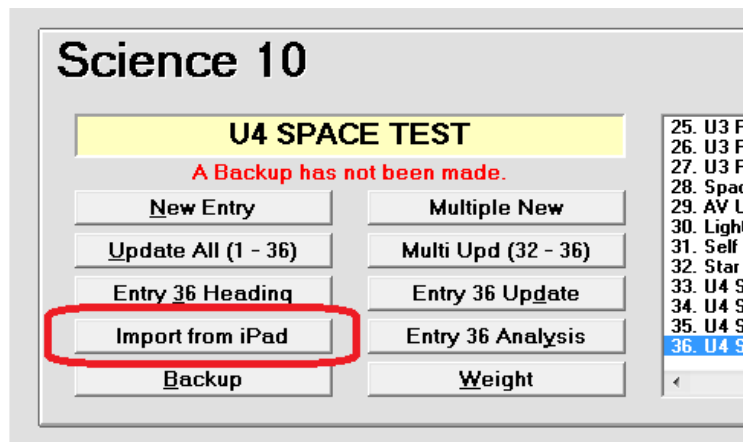 Science 10
U4 SPACE TEST
A Backup has not been made.
New Entry
Multiple New
Update All (1 - 36)
Multi Upd (32 - 36)
Entry 36 Heading
Entry 36 Update
Import from iPad
Entry 36 Analysis
Backup
Weight
25. U3
26. U3
27. U3
28.
29. AV
30.
31. Self
32. Star
33. U4
34. U4
35. U4
36. U4